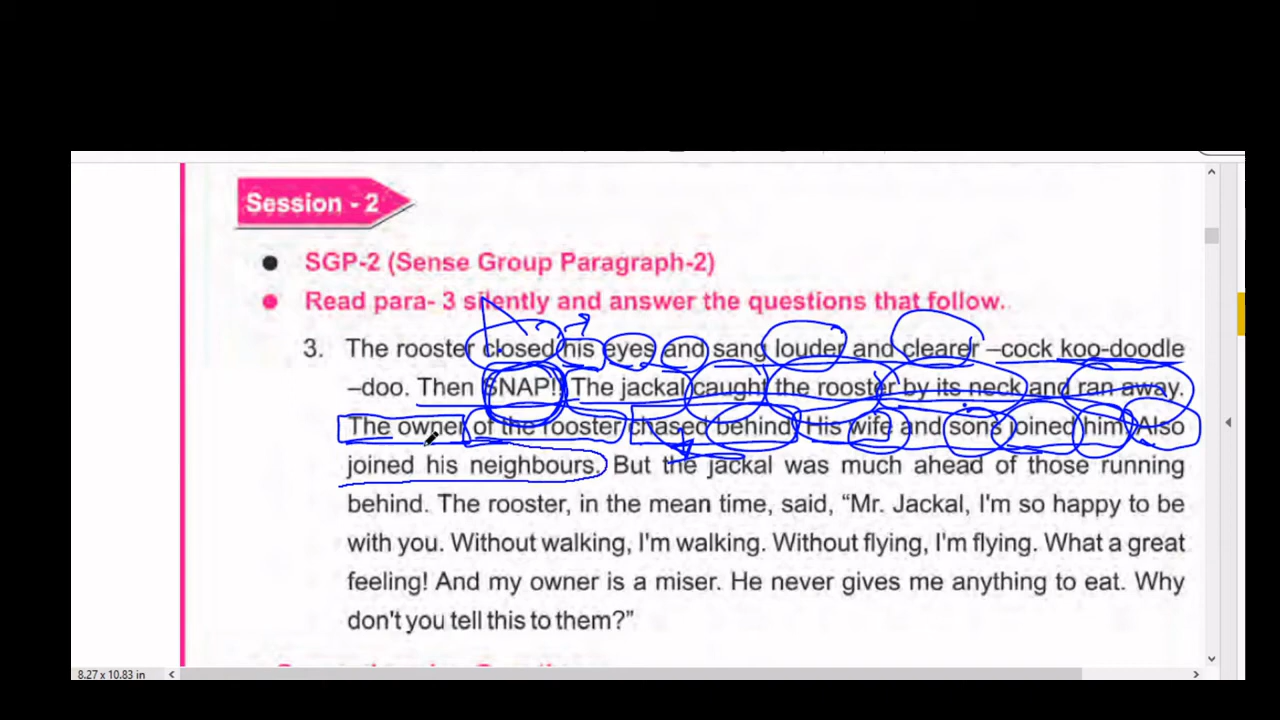 Session - 2
● SGP-2 (Sense Group Paragraph-2)
● Read para- 3 silently and answer the questions that follow..
3. The rooster closed his eyes and sang louder and clearer –cock koo-doodle
–doo. Then SNAP!! The jackal caught the rooster by its neck and ran away.
The owner of the rooster chased behind. His wife and sons joined him. Also
joined his neighbours. But the jackal was much ahead of those running
behind. The rooster, in the mean time, said, “Mr. Jackal, I'm so happy to be
with you. Without walking, I'm walking. Without flying, I'm flying. What a great
feeling! And my owner is a miser. He never gives me anything to eat. Why
don't you tell this to them?”
8.27 x 10.83 in